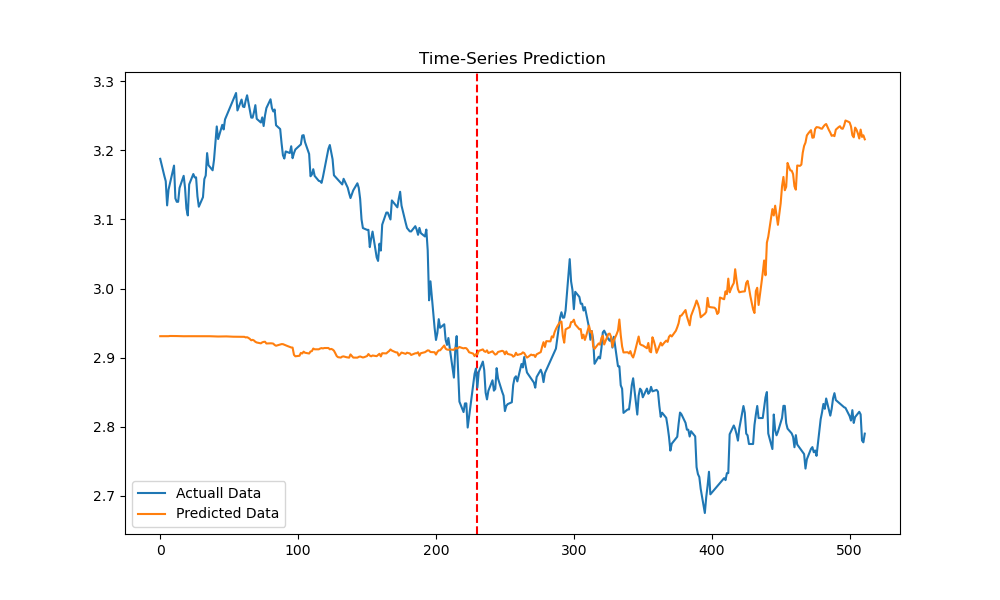 Time-Series Prediction
3.3
3.2
3.1
3.0
2.9
2.8
2.7
Actuall Data
Predicted Data
0 100 200 300 400 500